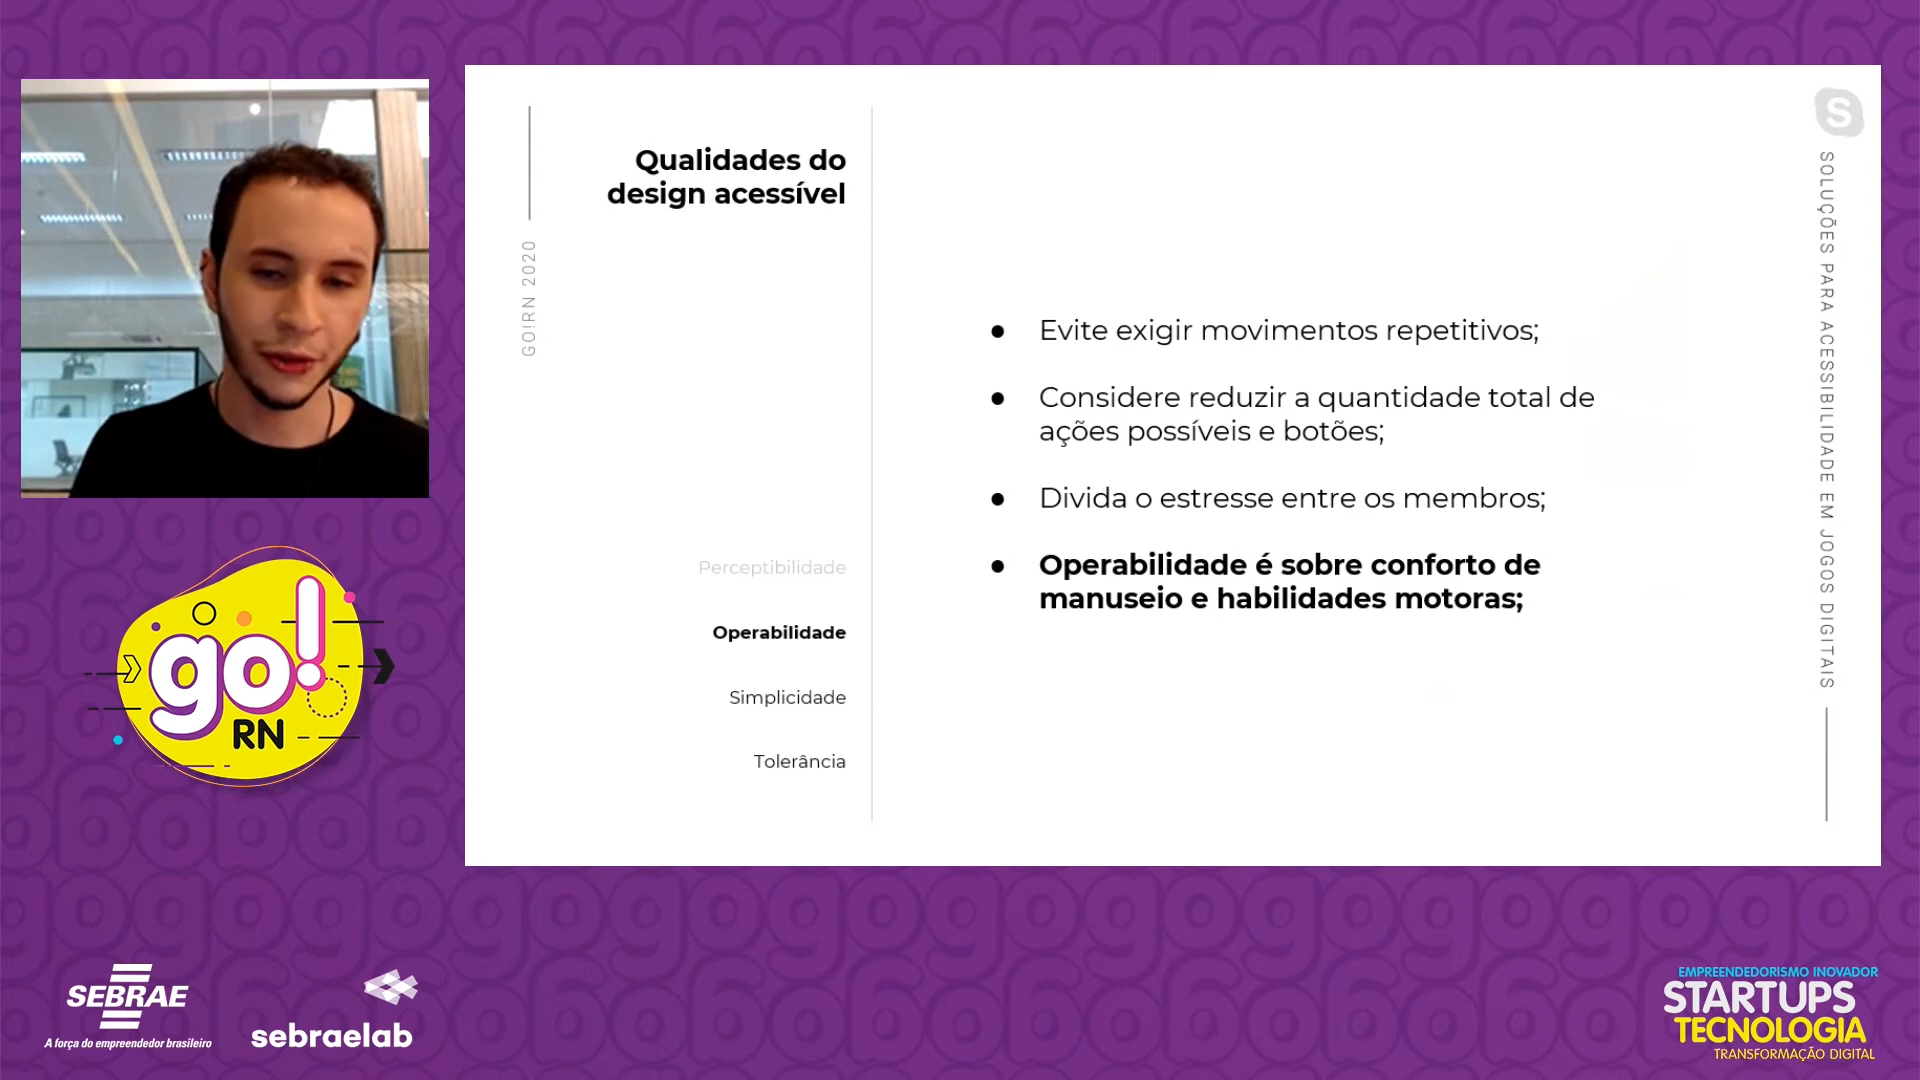 Qualidades do
design acessível
GO!RN 2020
S
SOLUÇÕES PARA ACESSIBILIDADE EM JOGOS DIGITAIS
Evite exigir movimentos repetitivos;
Considere reduzir a quantidade total de
ações possíveis e botões;
Divida o estresse entre os membros;
Operabilidade é sobre conforto de
manuseio e habilidades motoras;
Perceptibilidade
Operabilidade
Simplicidade
Tolerância
go!
RN
SEBRAE
A força do empreendedor brasileiro
sebraelab
EMPREENDEDORISMO INOVADOR
STARTUPS
TECNOLOGIA
TRANSFORMAÇÃO DIGITAL